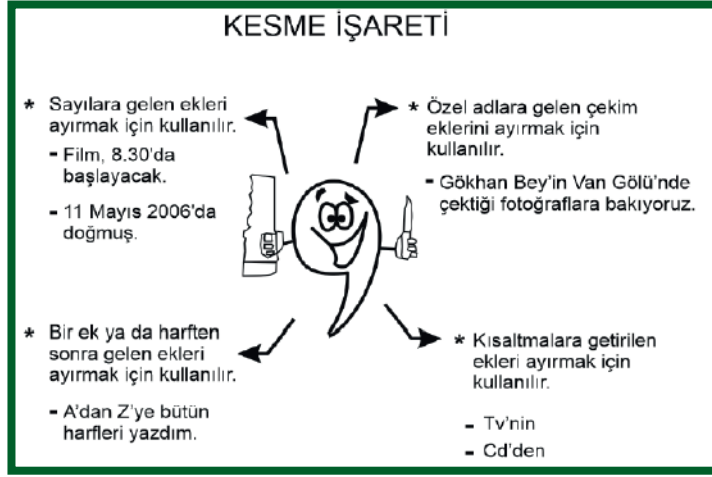 KESME İŞARETİ
* Sayılara gelen ekleri
ayırmak için kullanılır.
- Film, 8.30'da
başlayacak.
- 11 Mayıs 2006'da
doğmuş.
* Özel adlara gelen çekim
eklerini ayırmak için
kullanılır.
- Gökhan Bey'in Van Gölü'nde
çektiği fotoğraflara bakıyoruz.
* Bir ek ya da harften
sonra gelen ekleri
ayırmak için kullanılır.
- A'dan Z'ye bütün
harfleri yazdım.
* Kısaltmalara getirilen
ekleri ayırmak için
kullanılır.
- Tv'nin
- Cd'den